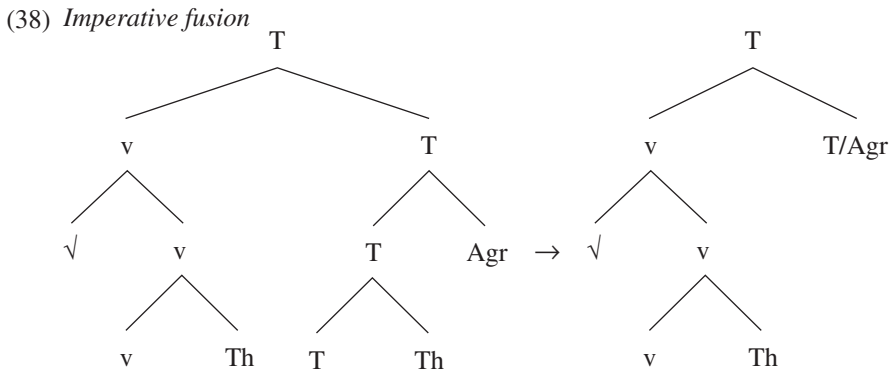 (38) Imperative fusion
T T
v T v T/Agr
√ v T Agr → √ v
v Th T Th v Th